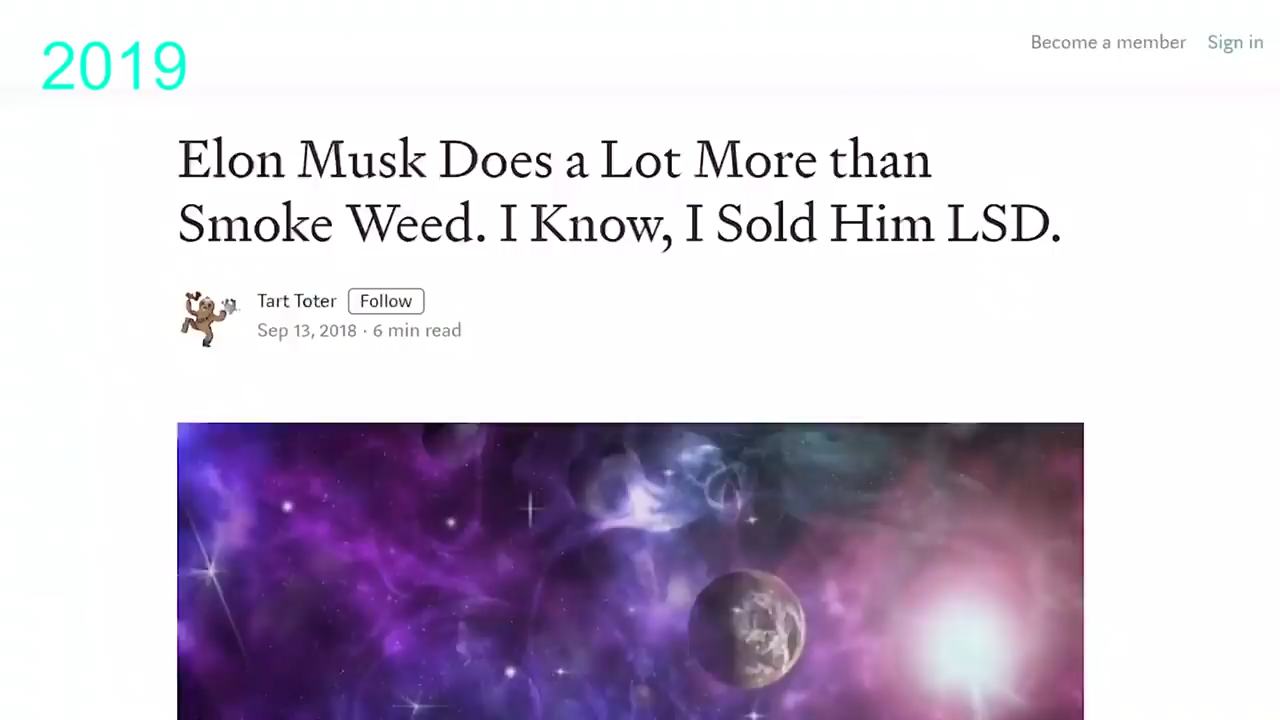 2019
Become a member Sign in
Elon Musk Does a Lot More than
Smoke Weed. I Know, I Sold Him LSD.
Tart Toter Follow
Sep 13, 2018 · 6 min read